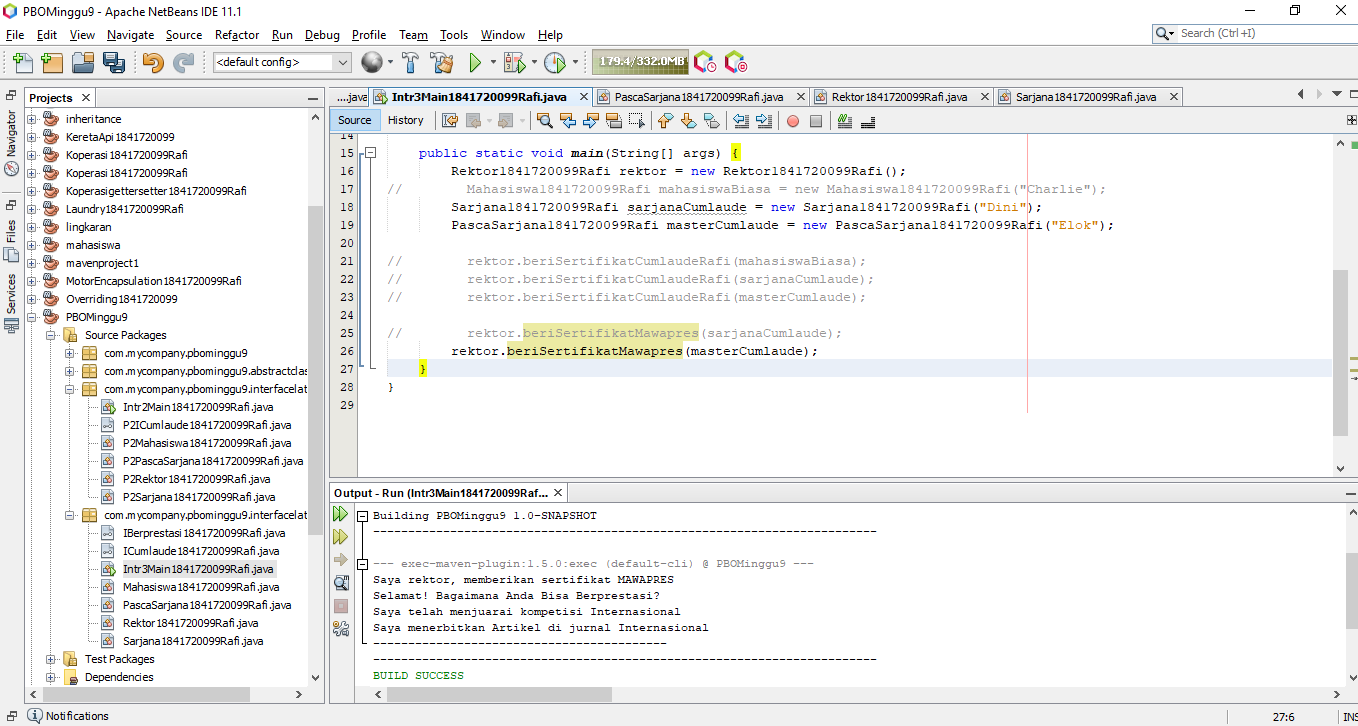 PBOMinggu9 - Apache NetBeans IDE 11.1
File Edit View Navigate Source Refactor Run Debug Profile Team Tools Window Help
Search (Ctrl+I)
<default config>
179.4/332.0MB
Projects
Navigator
Files
Services
inheritance
KeretaApi1841720099
Koperasi1841720099Rafi
Koperasi1841720099Rafi
Koperasigettersetter1841720099Rafi
Laundry1841720099Rafi
lingkaran
mahasiswa
mavenproject1
MotorEncapsulation1841720099Rafi
Overriding1841720099
PBOMinggu9
Source Packages
com.mycompany.pbominggu9
com.mycompany.pbominggu9.abstractclas
com.mycompany.pbominggu9.interfacelat
Intr2Main1841720099Rafi.java
P2ICumlaude1841720099Rafi.java
P2Mahasiswa1841720099Rafi.java
P2PascaSarjana1841720099Rafi.java
P2Rektor1841720099Rafi.java
P2Sarjana1841720099Rafi.java
com.mycompany.pbominggu9.interfacelat
IBerprestasi1841720099Rafi.java
ICumlaude1841720099Rafi.java
Intr3Main1841720099Rafi.java
Mahasiswa1841720099Rafi.java
PascaSarjana1841720099Rafi.java
Rektor1841720099Rafi.java
Sarjana1841720099Rafi.java
Test Packages
Dependencies
....java Intr3Main1841720099Rafi.java PascaSarjana1841720099Rafi.java Rektor1841720099Rafi.java Sarjana1841720099Rafi.java
Source History
14
15 public static void main(String[] args) {
16 Rektor1841720099Rafi rektor = new Rektor1841720099Rafi();
17 // Mahasiswa1841720099Rafi mahasiswaBiasa = new Mahasiswa1841720099Rafi("Charlie");
18 Sarjana1841720099Rafi sarjanaCumlaude = new Sarjana1841720099Rafi("Dini");
19 PascaSarjana1841720099Rafi masterCumlaude = new PascaSarjana1841720099Rafi("Elok");
20
21 // rektor.beriSertifikatCumlaudeRafi(mahasiswaBiasa);
22 // rektor.beriSertifikatCumlaudeRafi(sarjanaCumlaude);
23 // rektor.beriSertifikatCumlaudeRafi(masterCumlaude);
24
25 // rektor.beriSertifikatMawapres(sarjanaCumlaude);
26 rektor.beriSertifikatMawapres(masterCumlaude);
27 }
28 }
29
Output - Run (Intr3Main1841720099Raf...
Building PBOMinggu9 1.0-SNAPSHOT
------------------------------------------------------------------------
--- exec-maven-plugin:1.5.0:exec (default-cli) @ PBOMinggu9 ---
Saya rektor, memberikan sertifikat MAWAPRES
Selamat! Bagaimana Anda Bisa Berprestasi?
Saya telah menjuarai kompetisi Internasional
Saya menerbitkan Artikel di jurnal Internasional
------------------------------------------
------------------------------------------------------------------------
BUILD SUCCESS
Notifications
27:6
INS